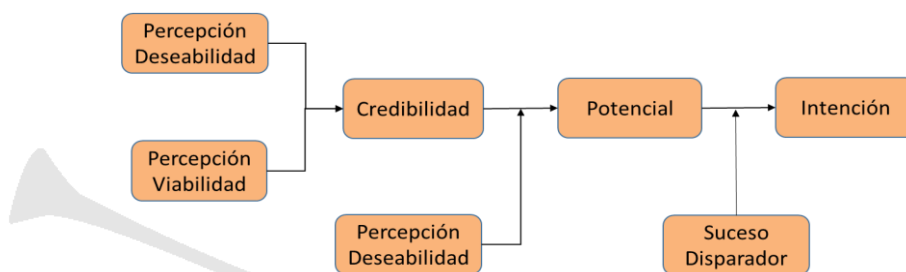 Percepción
Deseabilidad
Percepción
Viabilidad
Credibilidad
Percepción
Deseabilidad
Potencial
Suceso
Disparador
Intención